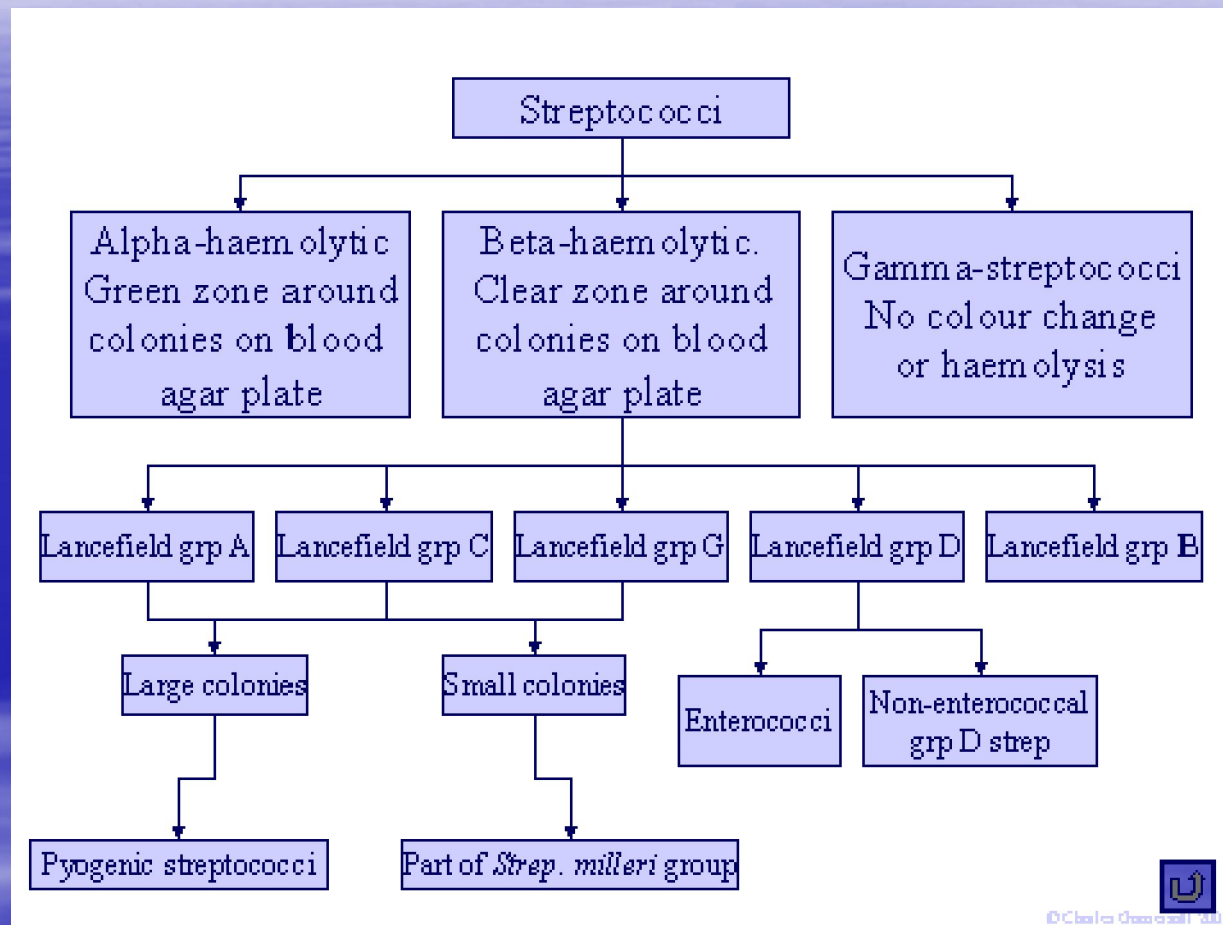 Streptococci
Alpha-haemolytic
Green zone around
colonies on blood
agar plate
Beta-haemolytic.
Clear zone around
colonies on blood
agar plate
Gamma-streptococci
No colour change
or haemolysis
Lancefield grp A
Lancefield grp C
Lancefield grp G
Lancefield grp D
Lancefield grp B
Large colonies
Small colonies
Enterococci
Non-enterococcal
grp D strep
Pyogenic streptococci
Part of Strep. milleri group